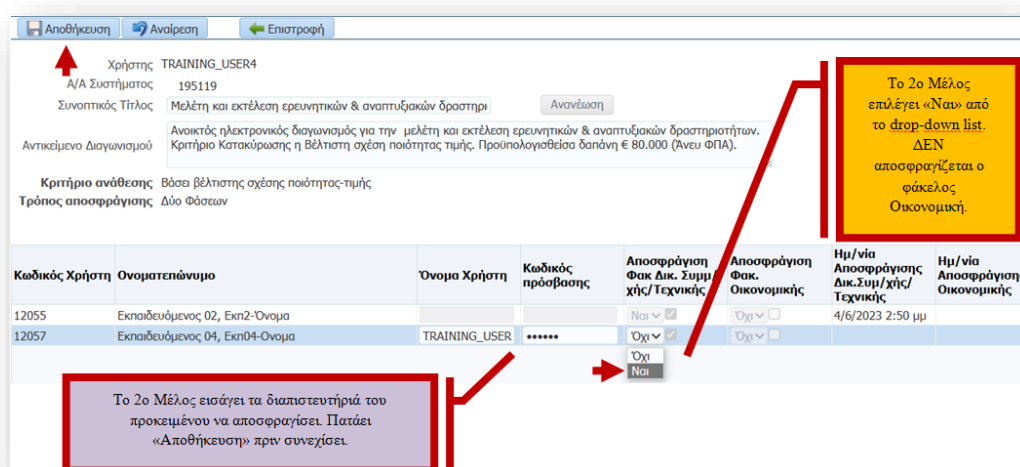 Αποθήκευση Αναίρεση Επιστροφή
Χρήστης TRAINING_USER4
Α/Α Συστήματος 195119
Συνοπτικός Τίτλος Μελέτη και εκτέλεση ερευνητικών & αναπτυξιακών δραστηρι Ανανέωση
Αντικείμενο Διαγωνισμού Ανοικτός ηλεκτρονικός διαγωνισμός για την μελέτη και εκτέλεση ερευνητικών & αναπτυξιακών δραστηριοτήτων.
Κριτήριο Κατακύρωσης η Βέλτιστη σχέση ποιότητας τιμής. Προϋπολογισθείσα δαπάνη € 80.000 (Άνευ ΦΠΑ).
Κριτήριο ανάθεσης Βάσει βέλτιστης σχέσης ποιότητας-τιμής
Τρόπος αποσφράγισης Δύο Φάσεων
Το 2ο Μέλος
επιλέγει «Ναι» από
το drop-down list.
ΔΕΝ
αποσφραγίζεται ο
φάκελος
Οικονομική.
Κωδικός Χρήστη Ονοματεπώνυμο Όνομα Χρήστη
Κωδικός
πρόσβασης
Αποσφράγιση
Φακ Δικ. Συμμ/
χής/Τεχνικής
Αποσφράγιση
Φακ.
Οικονομικής
Ημ/νία
Αποσφράγισης
Δικ.Συμ/χής/
Τεχνικής
Ημ/νία
Αποσφράγιση
Οικονομικής
12055 Εκπαιδευόμενος 02, Εκπ2-Όνομα Ναι Όχι 4/6/2023 2:50 μμ
12057 Εκπαιδευόμενος 04, Εκπ04-Ονομα TRAINING_USER •••••• Όχι Όχι
Όχι
Ναι
Το 2ο Μέλος εισάγει τα διαπιστευτήριά του
προκειμένου να αποσφραγίσει. Πατάει
«Αποθήκευση» πριν συνεχίσει.